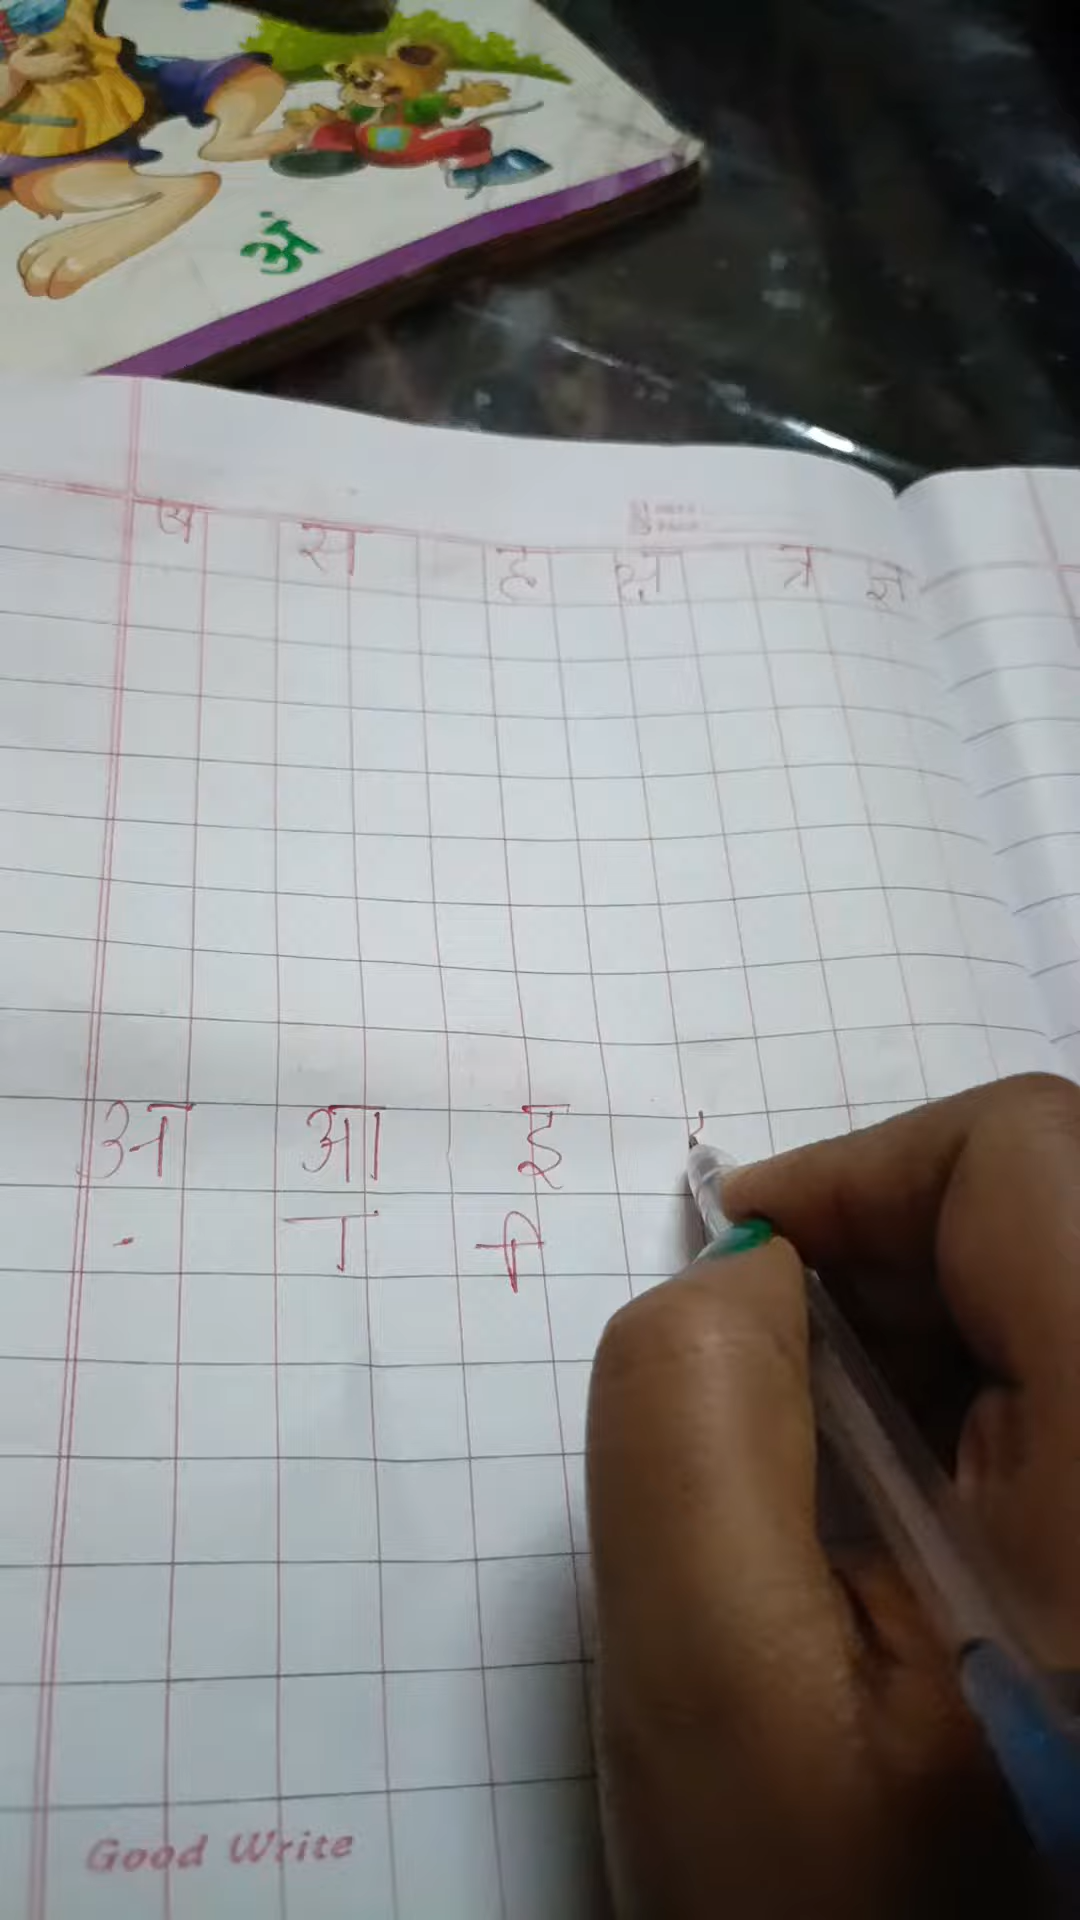 अं
ष स ह क्ष त्र ज्ञ
अ आ इ
- ा ि
Good Write